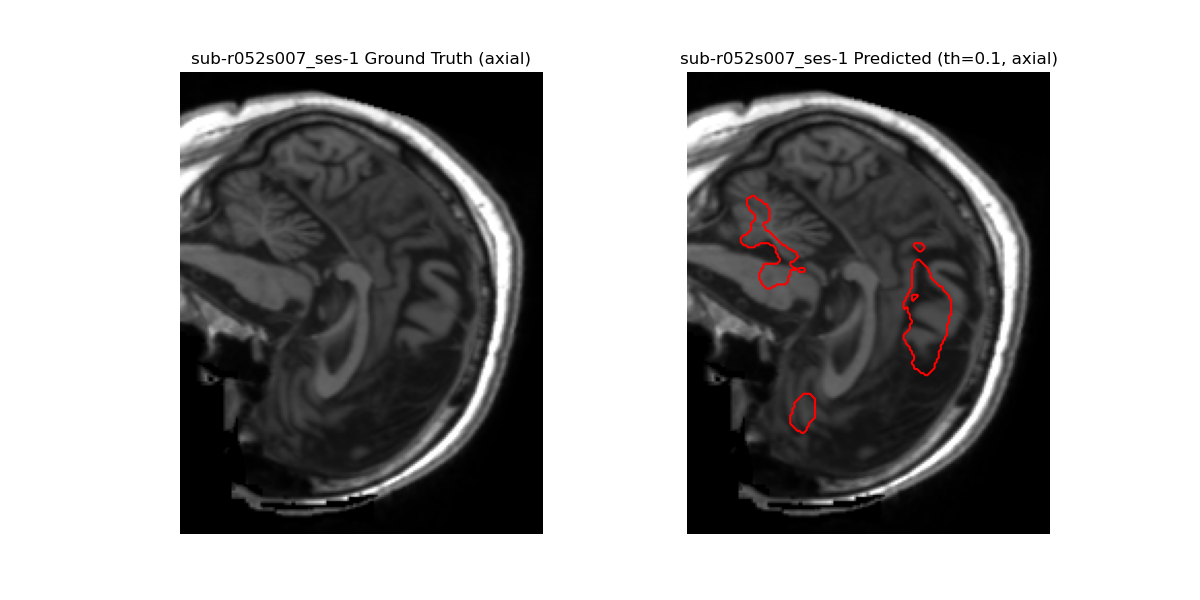 sub-r052s007_ses-1 Ground Truth (axial)
sub-r052s007_ses-1 Predicted (th=0.1, axial)